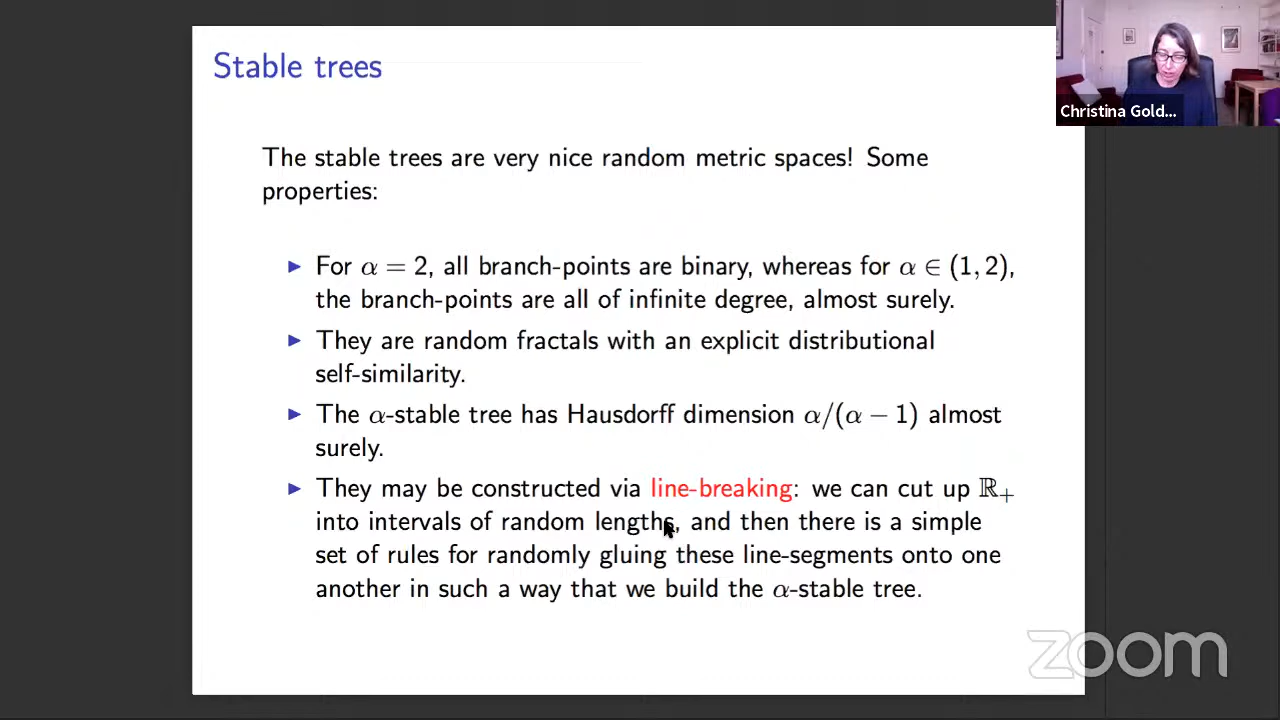 Stable trees
Christina Gold...
The stable trees are very nice random metric spaces! Some
properties:
▶ For α = 2, all branch-points are binary, whereas for α ∈ (1, 2),
the branch-points are all of infinite degree, almost surely.
▶ They are random fractals with an explicit distributional
self-similarity.
▶ The α-stable tree has Hausdorff dimension α/(α − 1) almost
surely.
▶ They may be constructed via line-breaking: we can cut up ℝ₊
into intervals of random lengths, and then there is a simple
set of rules for randomly gluing these line-segments onto one
another in such a way that we build the α-stable tree.
zoom